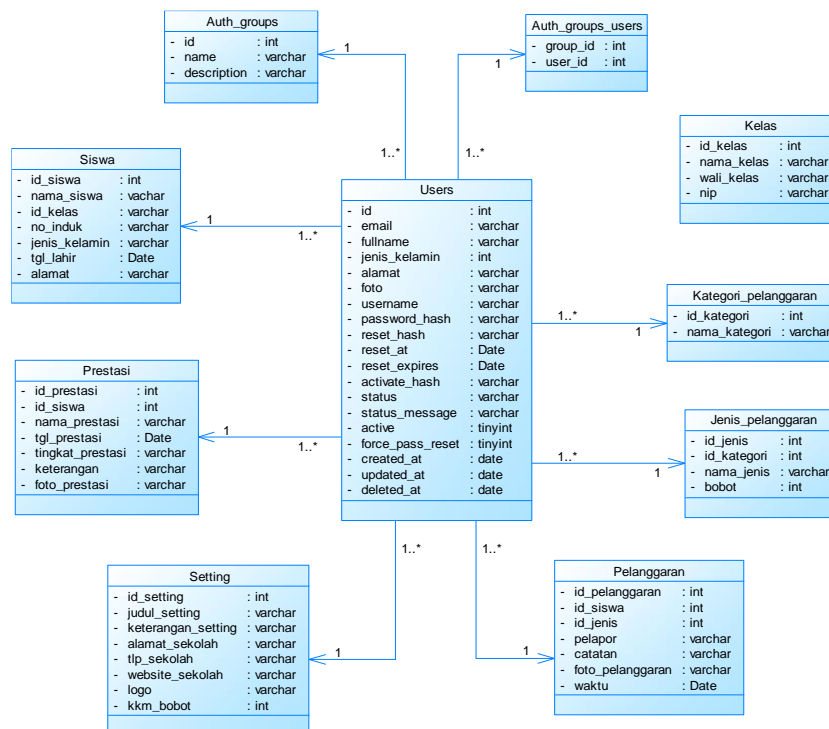 Auth_groups
- id : int
- name : varchar
- description : varchar
1
1..*
Auth_groups_users
- group_id : int
- user_id : int
1
1..*
Kelas
- id_kelas : int
- nama_kelas : varchar
- wali_kelas : varchar
- nip : varchar
Siswa
- id_siswa : int
- nama_siswa : vachar
- id_kelas : varchar
- no_induk : varchar
- jenis_kelamin : varchar
- tgl_lahir : Date
- alamat : varchar
1
1..*
Users
- id : int
- email : varchar
- fullname : varchar
- jenis_kelamin : int
- alamat : varchar
- foto : varchar
- username : varchar
- password_hash : varchar
- reset_hash : varchar
- reset_at : Date
- reset_expires : Date
- activate_hash : varchar
- status : varchar
- status_message : varchar
- active : tinyint
- force_pass_reset : tinyint
- created_at : date
- updated_at : date
- deleted_at : date
Kategori_pelanggaran
- id_kategori : int
- nama_kategori : varchar
1..*
1
Prestasi
- id_prestasi : int
- id_siswa : int
- nama_prestasi : varchar
- tgl_prestasi : Date
- tingkat_prestasi : varchar
- keterangan : varchar
- foto_prestasi : varchar
1
1..*
Jenis_pelanggaran
- id_jenis : int
- id_kategori : int
- nama_jenis : varchar
- bobot : int
1..*
1
Setting
- id_setting : int
- judul_setting : varchar
- keterangan_setting : varchar
- alamat_sekolah : varchar
- tlp_sekolah : varchar
- website_sekolah : varchar
- logo : varchar
- kkm_bobot : int
1..*
1
Pelanggaran
- id_pelanggaran : int
- id_siswa : int
- id_jenis : int
- pelapor : varchar
- catatan : varchar
- foto_pelanggaran : varchar
- waktu : Date
1..*
1